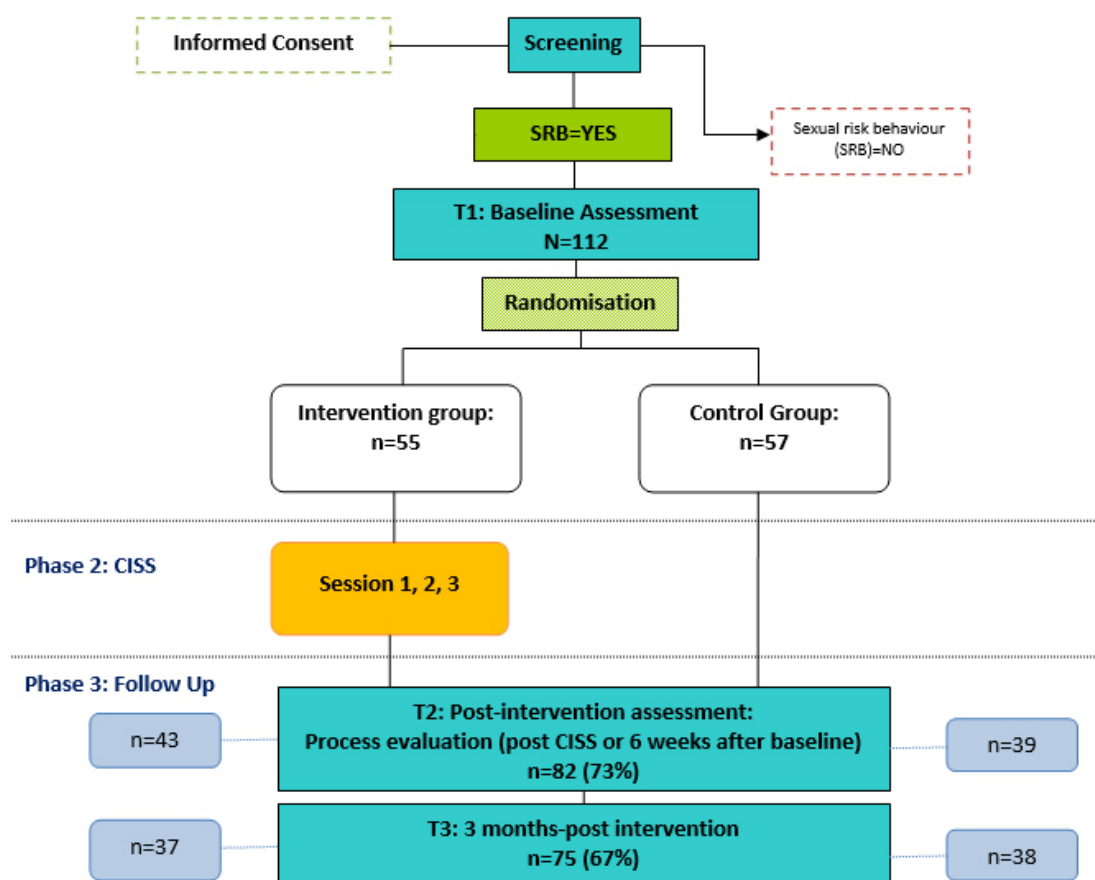 Informed Consent
Screening
SRB=YES
Sexual risk behaviour
(SRB)=NO
T1: Baseline Assessment
N=112
Randomisation
Intervention group:
n=55
Control Group:
n=57
Phase 2: CISS
Session 1, 2, 3
Phase 3: Follow Up
T2: Post-intervention assessment:
Process evaluation (post CISS or 6 weeks after baseline)
n=82 (73%)
n=43
n=39
T3: 3 months-post intervention
n=75 (67%)
n=37
n=38